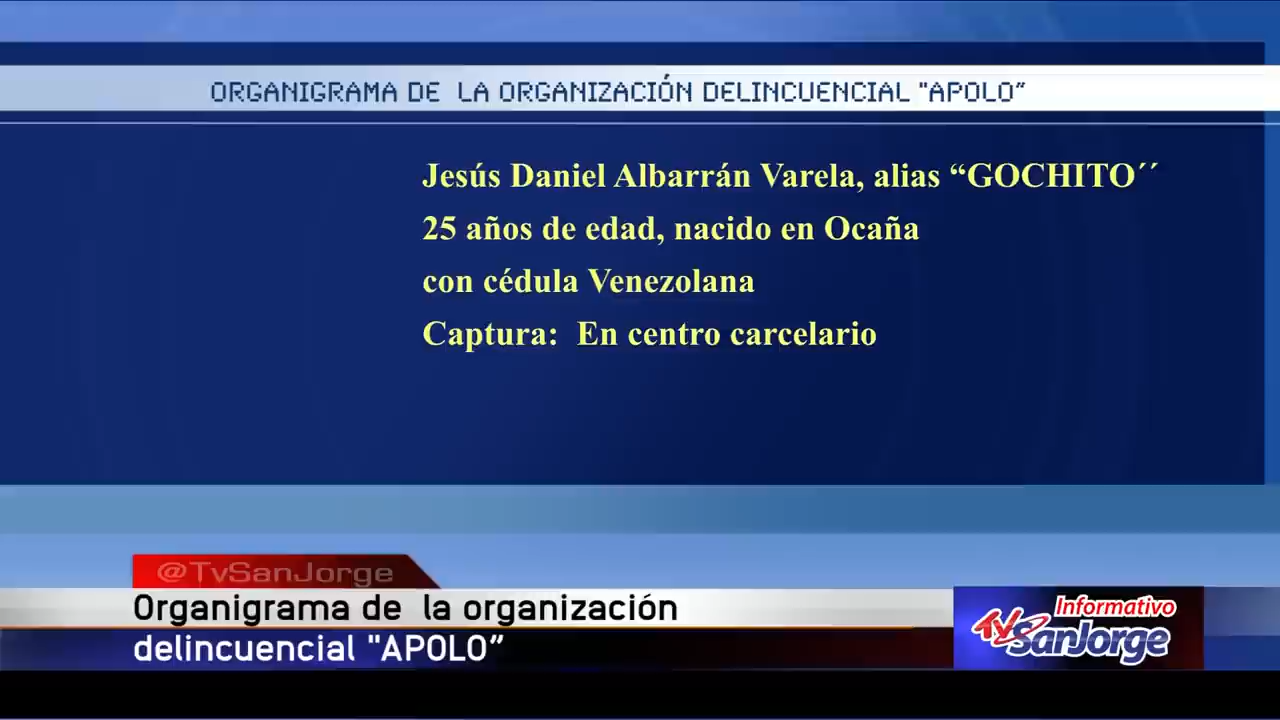 ORGANIGRAMA DE  LA ORGANIZACIÓN DELINCUENCIAL "APOLO”
Jesús Daniel Albarrán Varela, alias “GOCHITO´´
25 años de edad, nacido en Ocaña
con cédula Venezolana
Captura:  En centro carcelario
@TvSanJorge
Organigrama de  la organización
delincuencial "APOLO”
Informativo
TV SanJorge